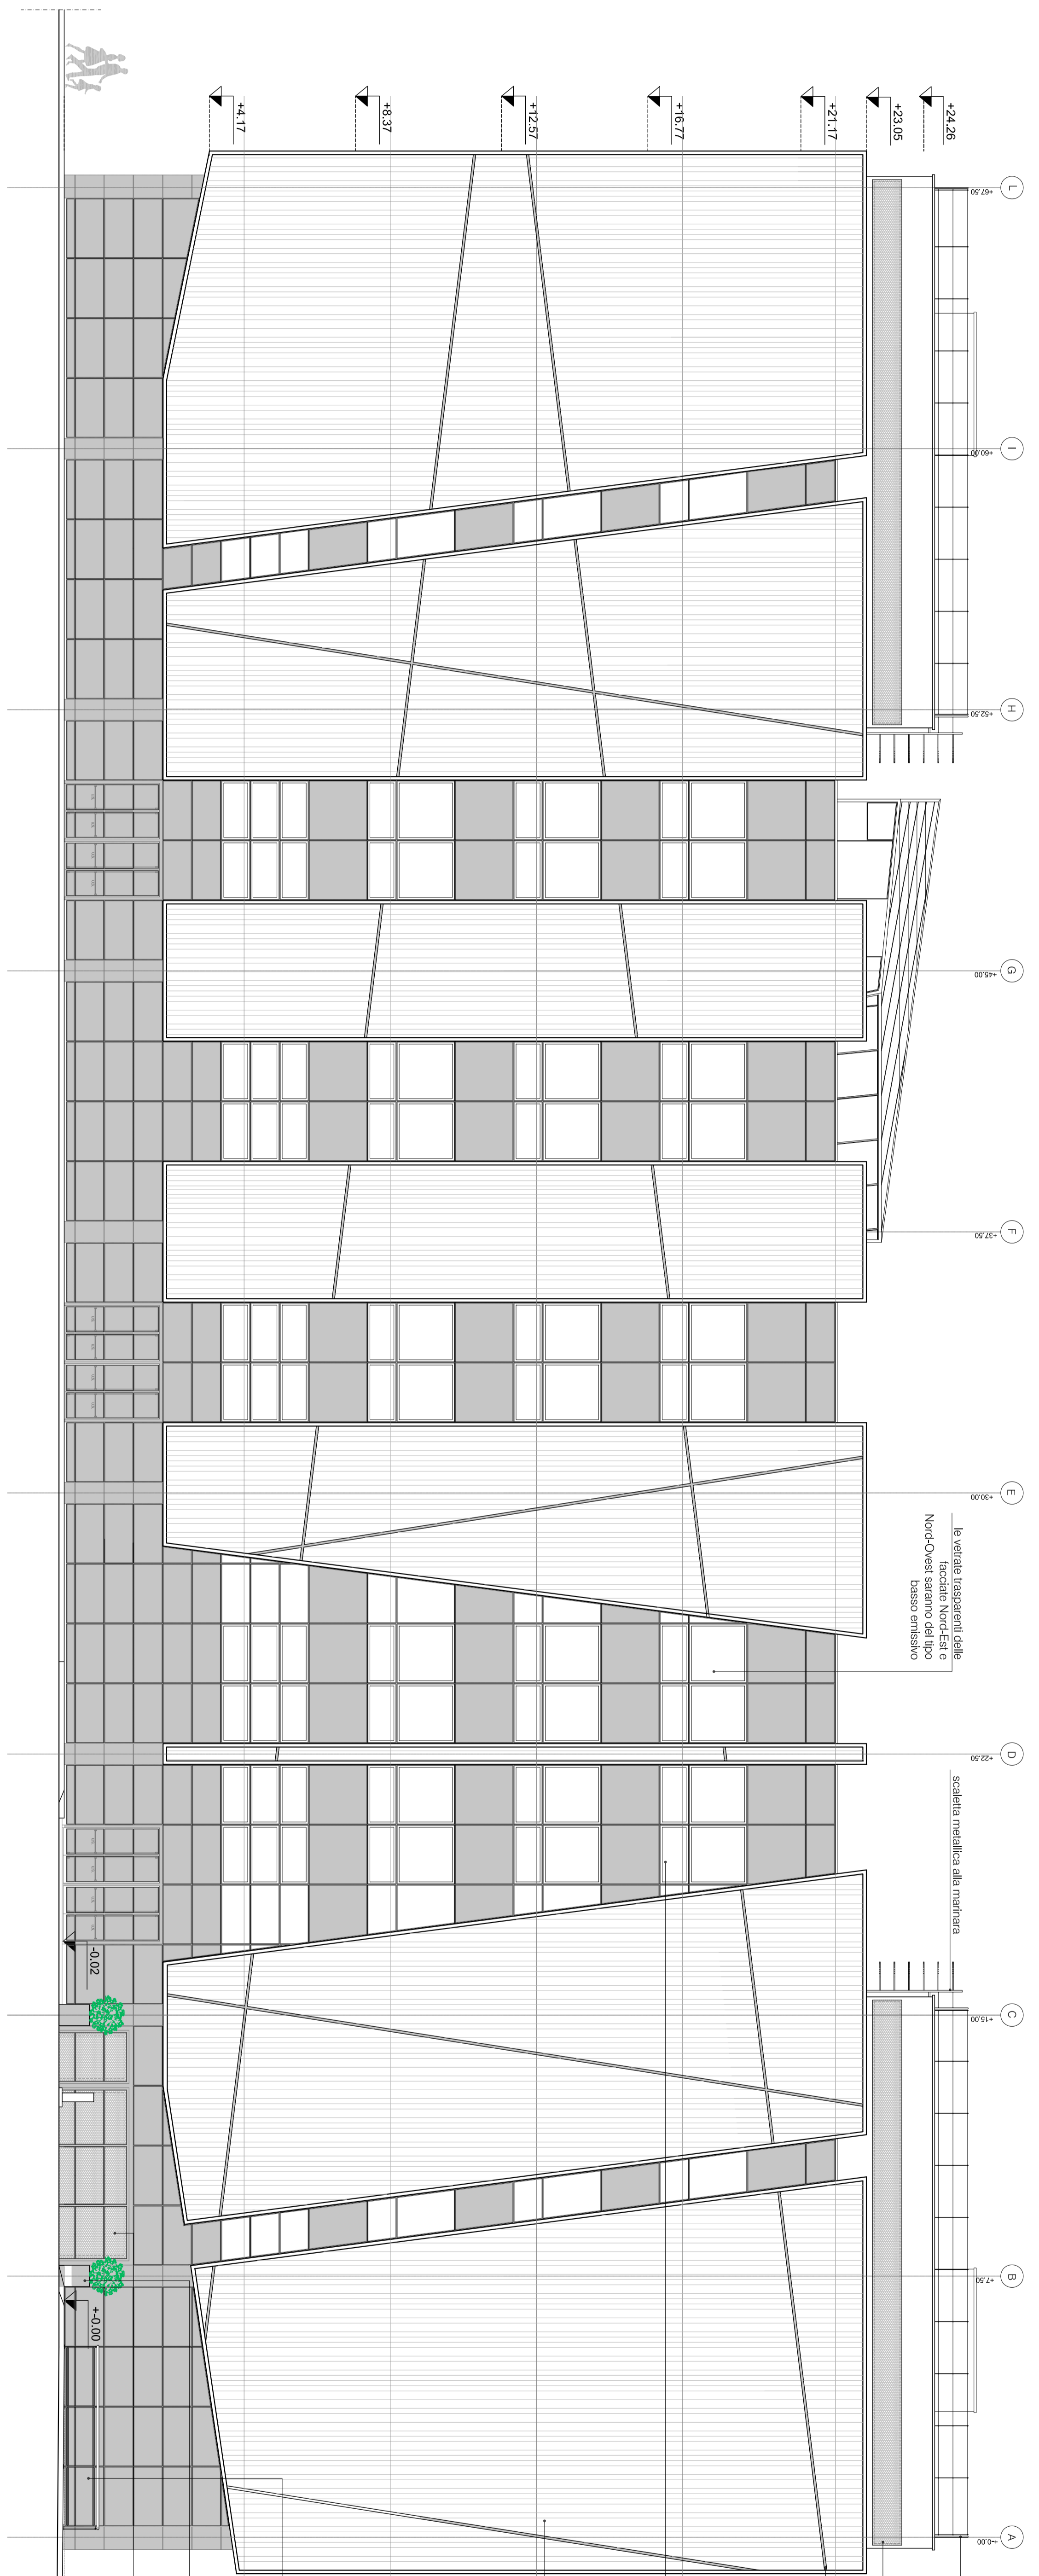 +4.17
+8.37
+12.57
+16.77
+21.17
+23.05
+24.26
L
+67,50
I
+60,00
H
+52,50
G
+45,00
F
+37,50
E
+30,00
le vetrate trasparenti delle
facciate Nord-Est e
Nord-Ovest saranno del tipo
basso emissivo
D
+22,50
scaletta metallica alla marinara
-0.02
C
+15,00
B
+7,50
+-0.00
A
+-0,00